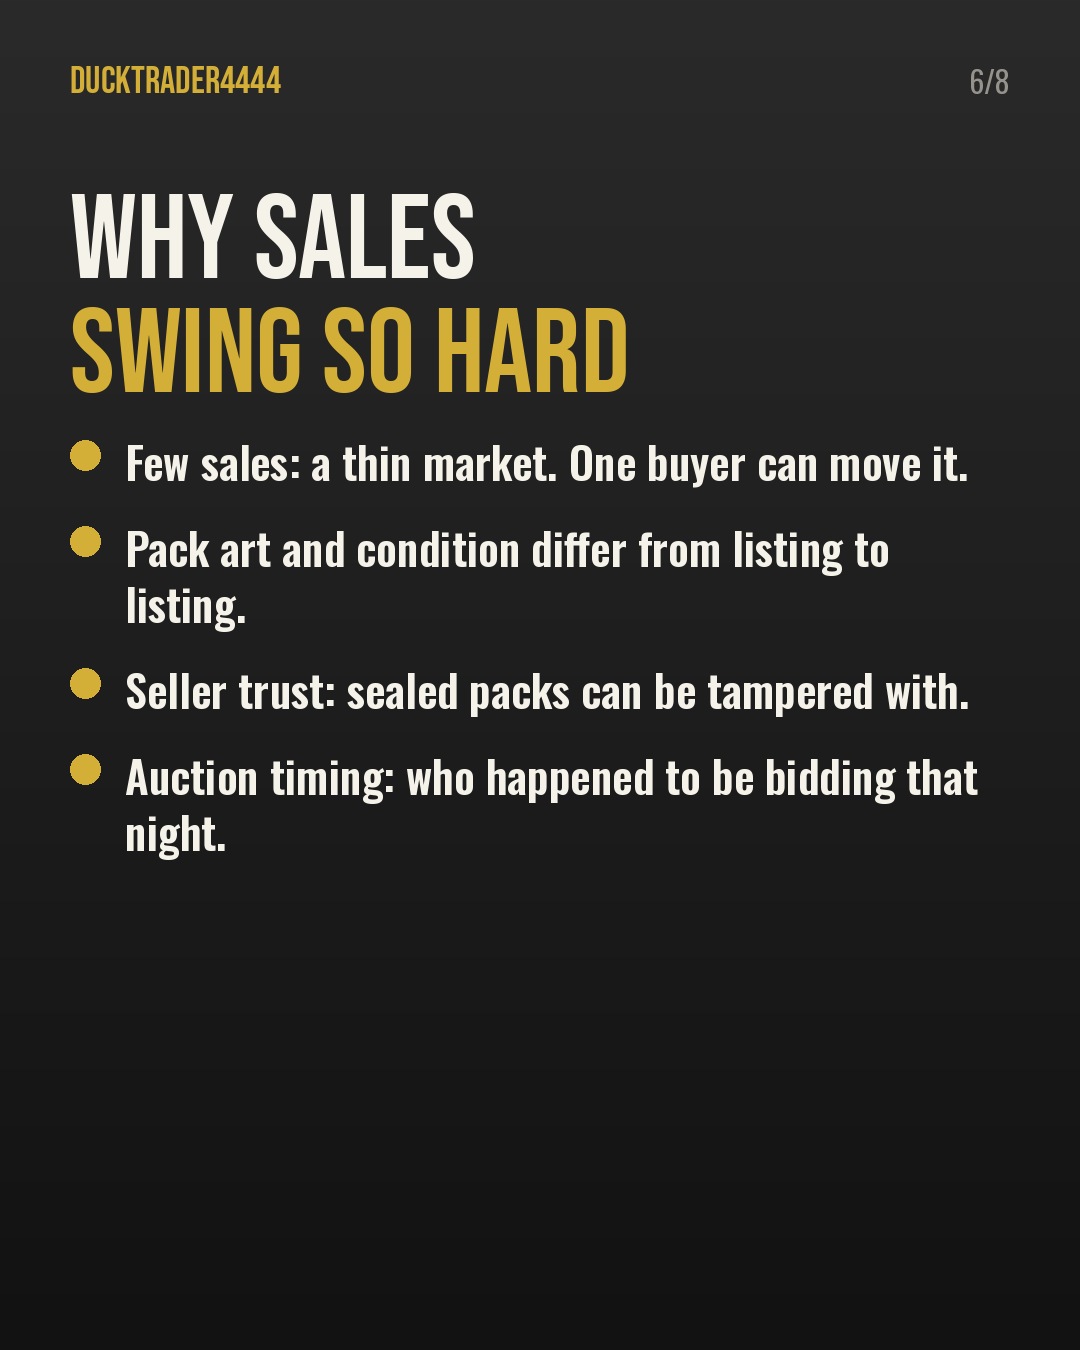 DUCKTRADER4444
6/8
WHY SALES
SWING SO HARD
Few sales: a thin market. One buyer can move it.
Pack art and condition differ from listing to
listing.
Seller trust: sealed packs can be tampered with.
Auction timing: who happened to be bidding that
night.